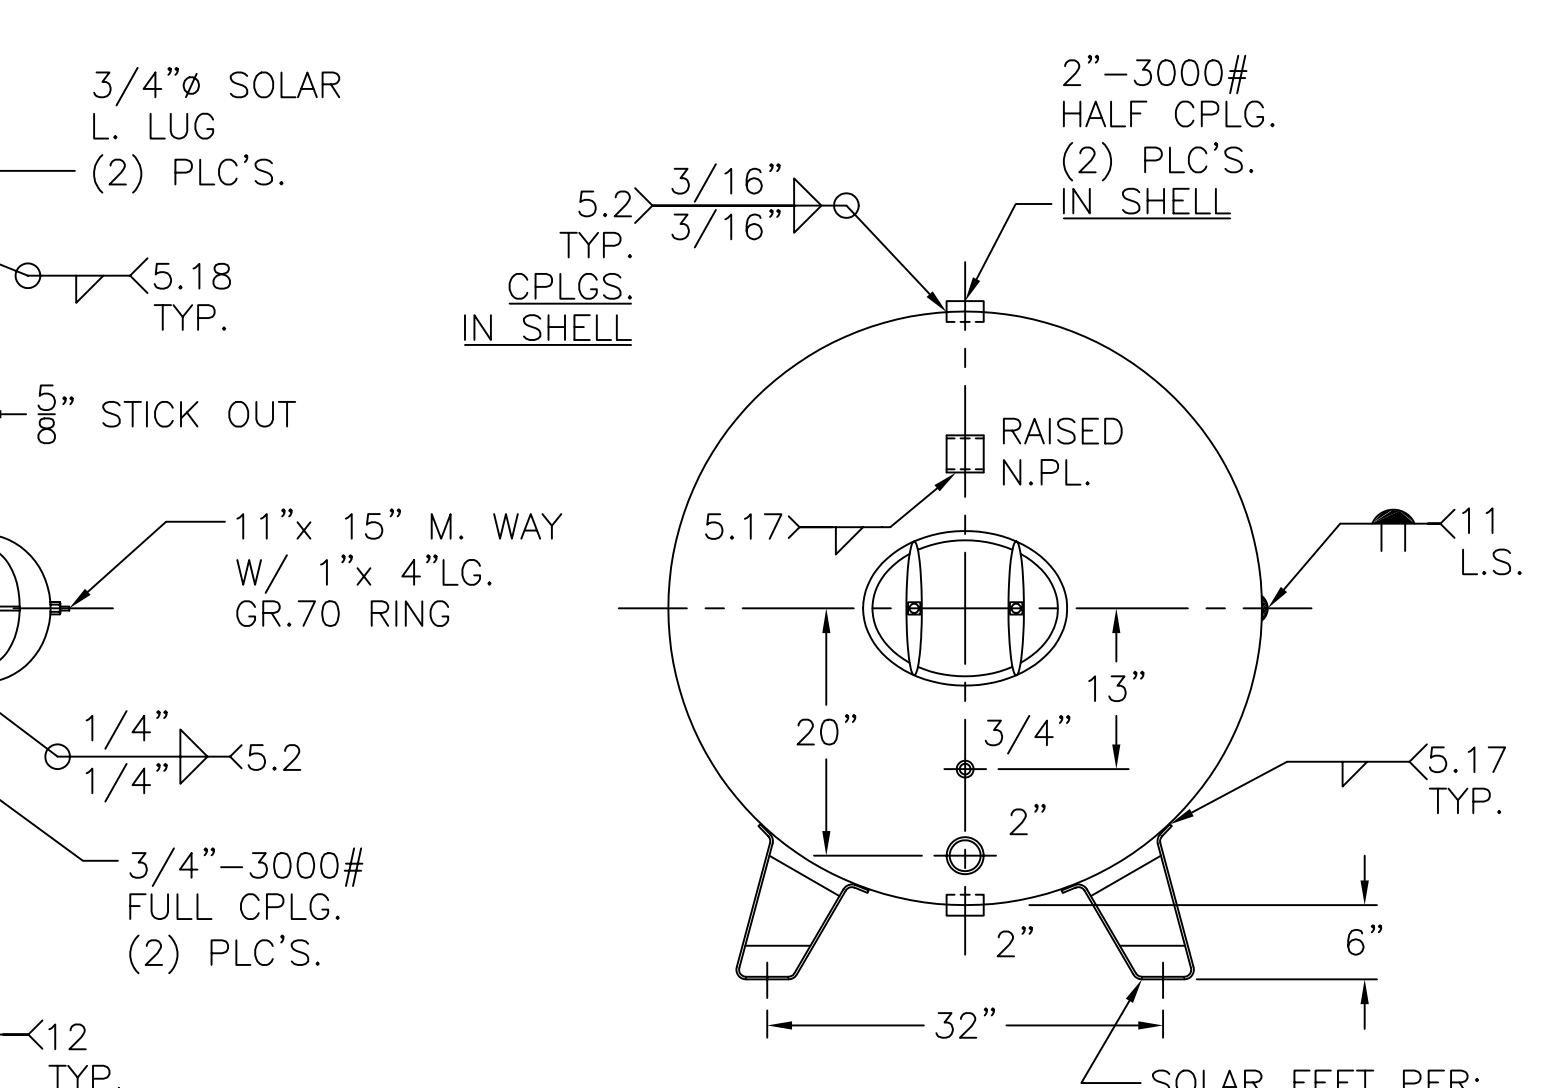 3/4"ø SOLAR
L. LUG
(2) PLC'S.
5.18
TYP.
5/8" STICK OUT
11"x 15" M. WAY
W/ 1"x 4"LG.
GR.70 RING
1/4"
1/4"
5.2
3/4"-3000#
FULL CPLG.
(2) PLC'S.
12
TYP.
3/16"
3/16"
5.2
TYP.
CPLGS.
IN SHELL
2"-3000#
HALF CPLG.
(2) PLC'S.
IN SHELL
RAISED
N.PL.
5.17
11
L.S.
13"
20"
3/4"
2"
5.17
TYP.
2"
6"
32"
SOLAR FEET PER: